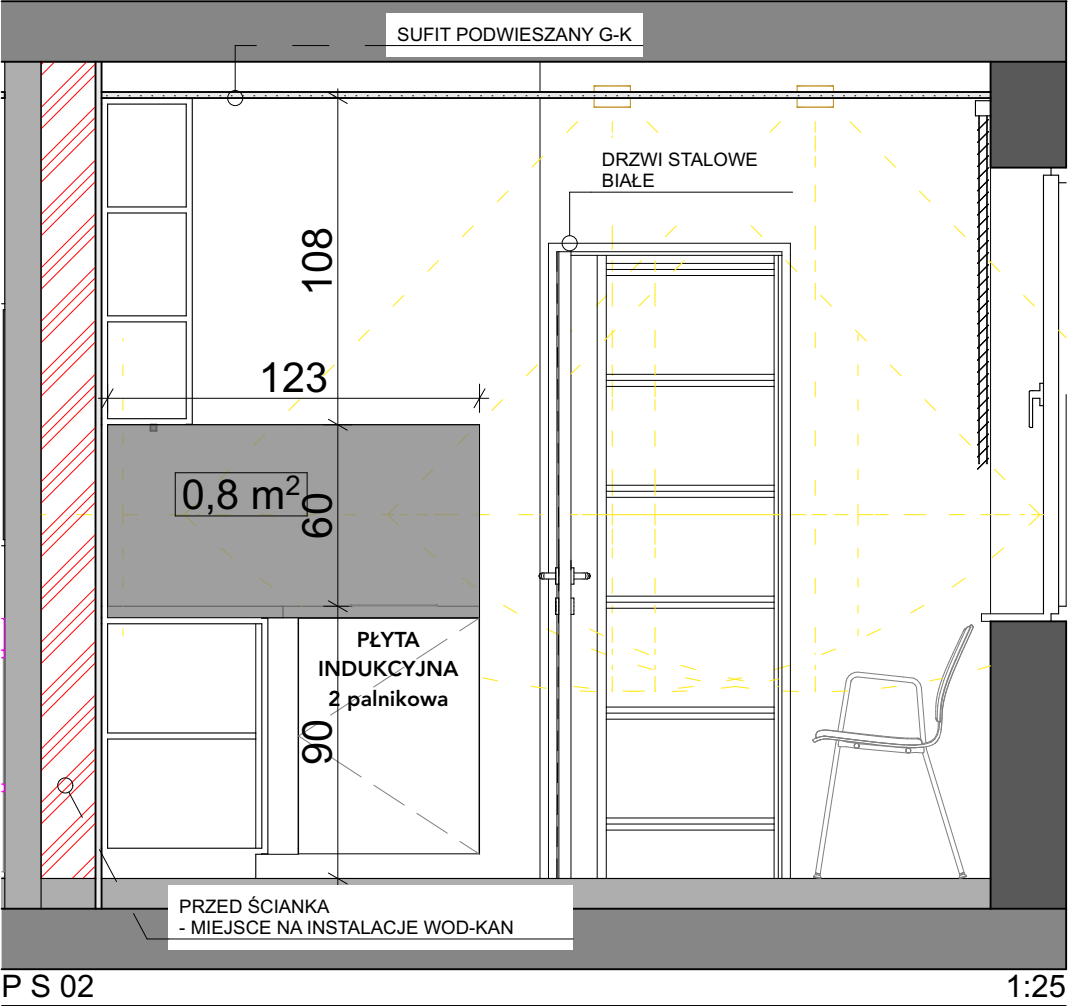 SUFIT PODWIESZANY G-K
DRZWI STALOWE
BIAŁE
108
123
0,8 m²
60
PŁYTA
INDUKCYJNA
2 palnikowa
90
PRZED ŚCIANKA
- MIEJSCE NA INSTALACJE WOD-KAN
P S 02
1:25